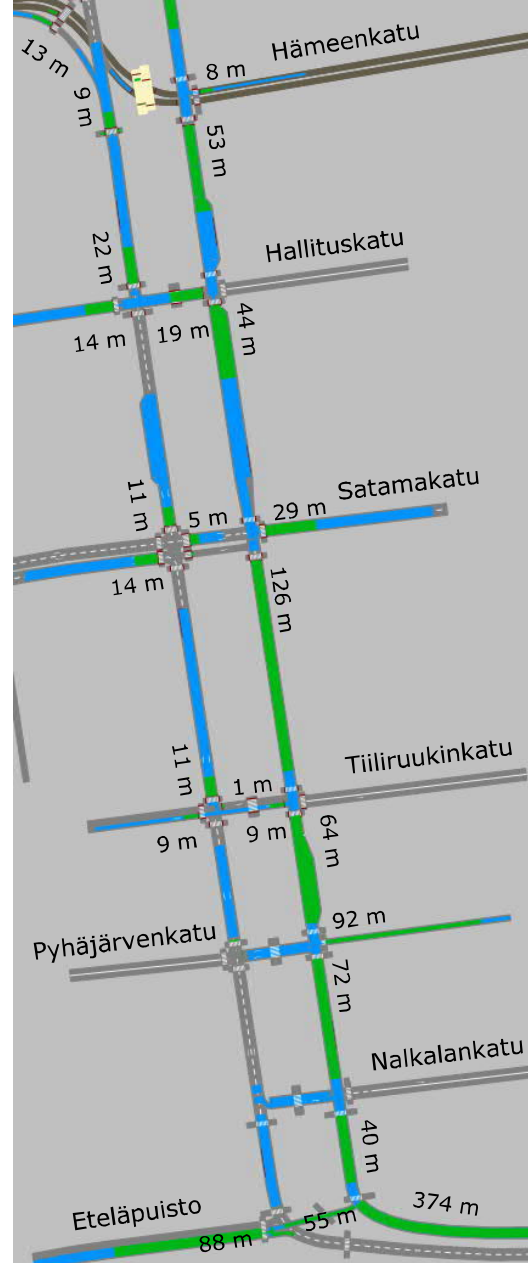 Hämeenkatu
13 m
8 m
9 m
53 m
Hallituskatu
22 m
14 m
19 m
44 m
Satamakatu
11 m
5 m
29 m
14 m
126 m
Tiiliruukinkatu
11 m
1 m
9 m
9 m
64 m
92 m
Pyhäjärvenkatu
72 m
Nalkalankatu
40 m
Eteläpuisto
374 m
55 m
88 m